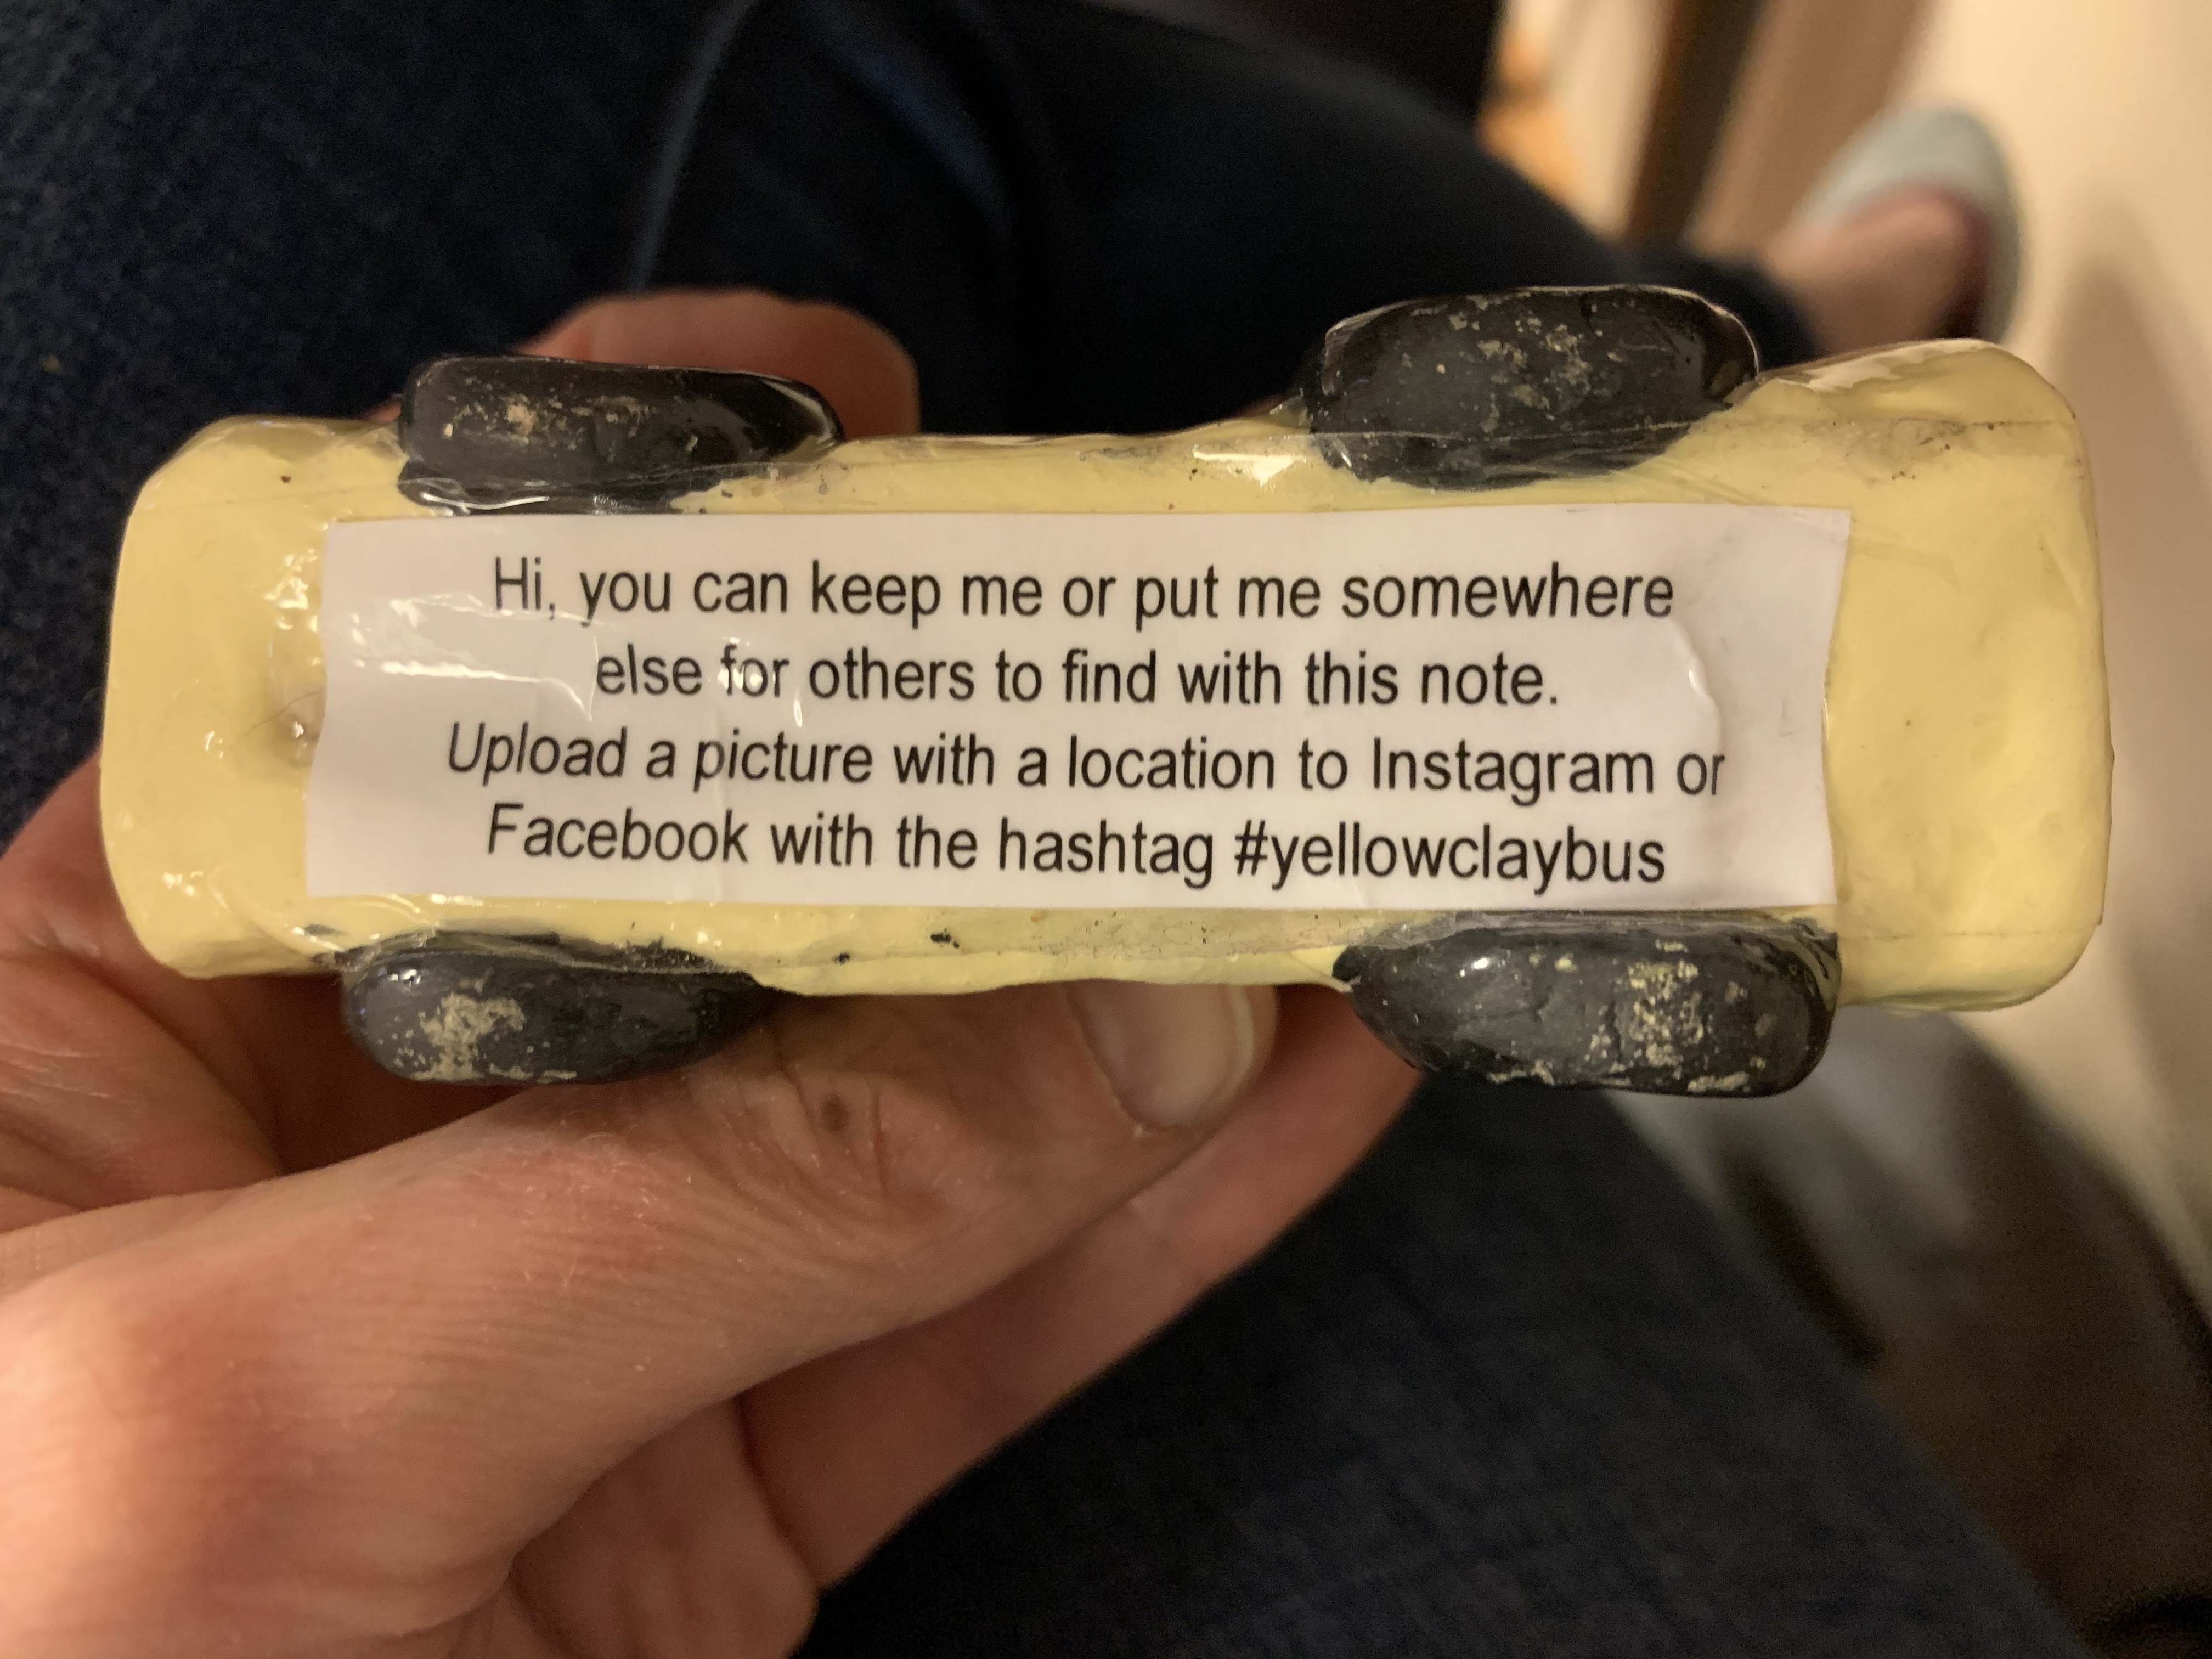 Hi, you can keep me or put me somewhere
else for others to find with this note.
Upload a picture with a location to Instagram or
Facebook with the hashtag #yellowclaybus